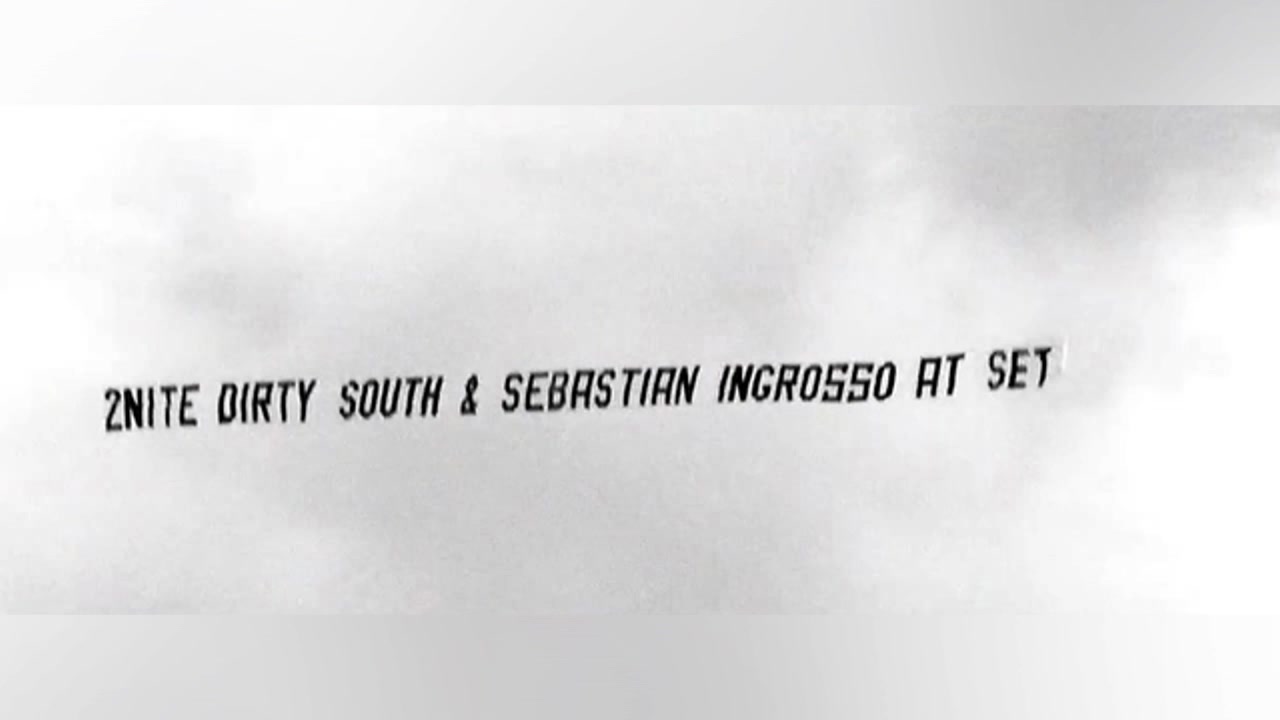 2NITE DIRTY SOUTH & SEBASTIAN INGROSSO AT SET